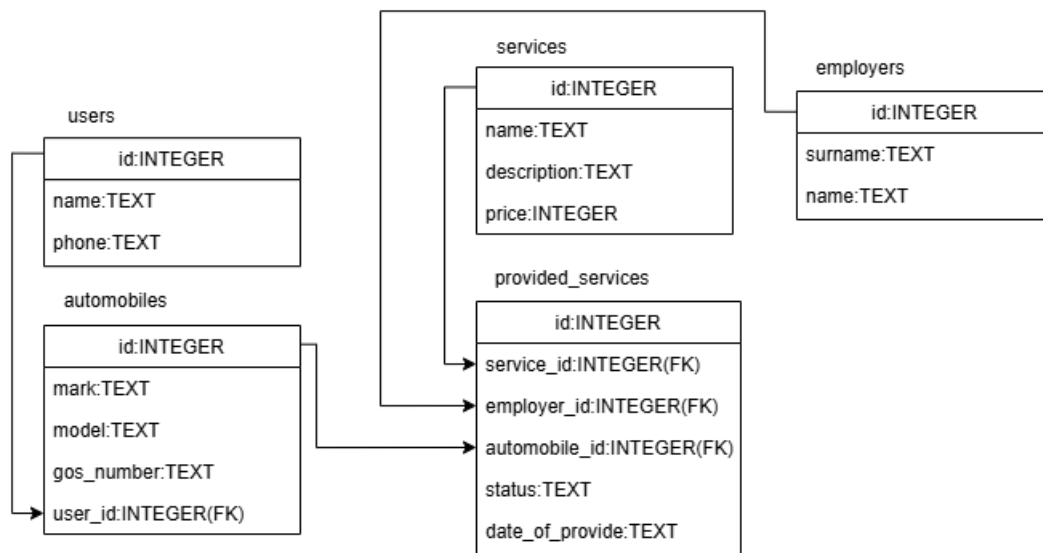 users
id:INTEGER
name:TEXT
phone:TEXT
automobiles
id:INTEGER
mark:TEXT
model:TEXT
gos_number:TEXT
user_id:INTEGER(FK)
services
id:INTEGER
name:TEXT
description:TEXT
price:INTEGER
provided_services
id:INTEGER
service_id:INTEGER(FK)
employer_id:INTEGER(FK)
automobile_id:INTEGER(FK)
status:TEXT
date_of_provide:TEXT
employers
id:INTEGER
surname:TEXT
name:TEXT